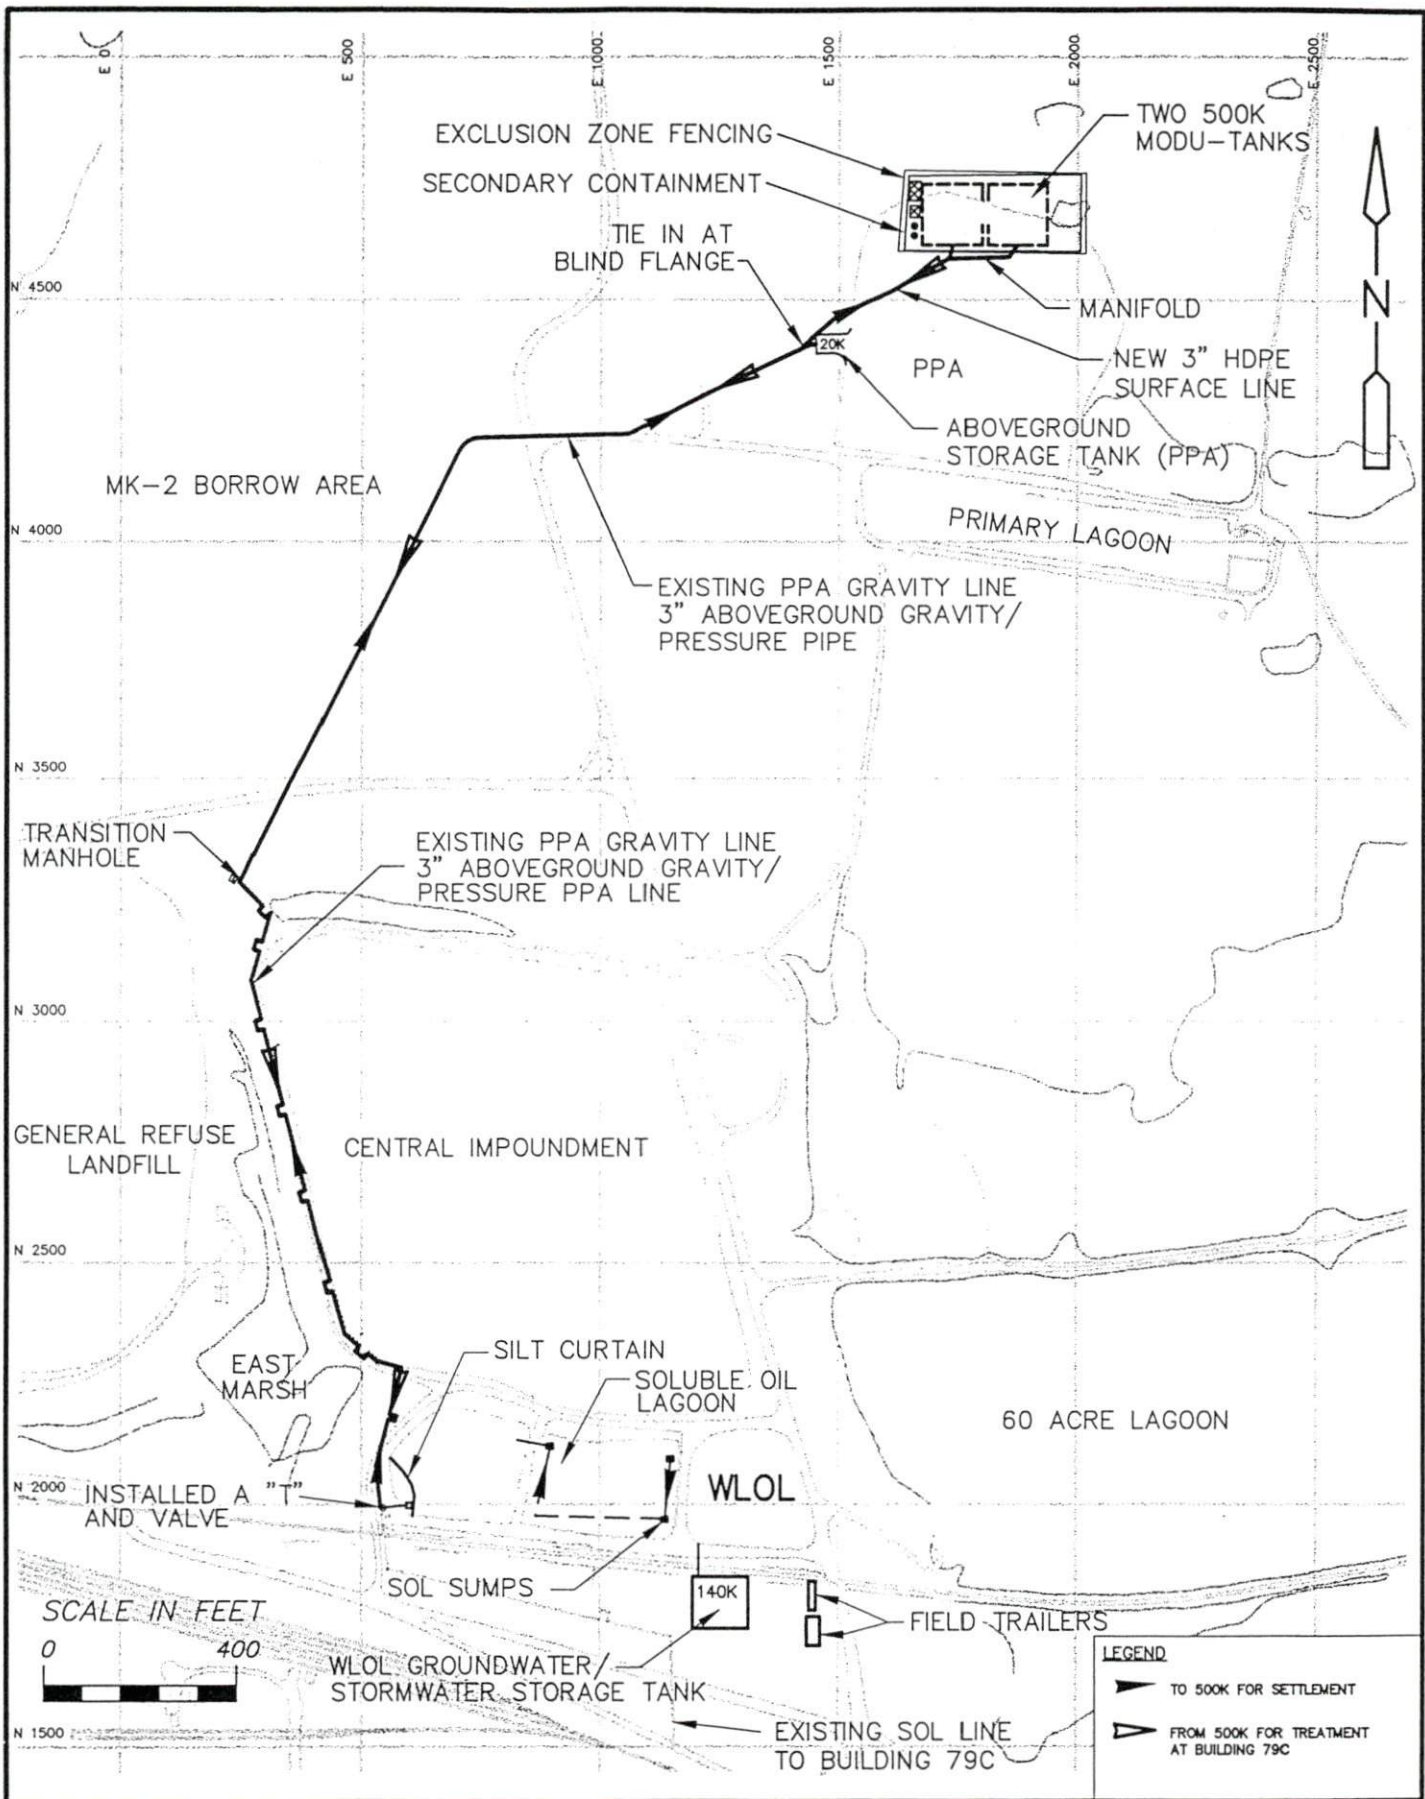 E 0
E 500
E 1000
E 1500
E 2000
E 2500
TWO 500K
MODU-TANKS
EXCLUSION ZONE FENCING
SECONDARY CONTAINMENT
TIE IN AT
BLIND FLANGE
N 4500
MANIFOLD
N
20K
PPA
NEW 3" HDPE
SURFACE LINE
ABOVEGROUND
STORAGE TANK (PPA)
MK-2 BORROW AREA
N 4000
PRIMARY LAGOON
EXISTING PPA GRAVITY LINE
3" ABOVEGROUND GRAVITY/
PRESSURE PIPE
N 3500
TRANSITION
MANHOLE
EXISTING PPA GRAVITY LINE
3" ABOVEGROUND GRAVITY/
PRESSURE PPA LINE
N 3000
GENERAL REFUSE
LANDFILL
CENTRAL IMPOUNDMENT
N 2500
SILT CURTAIN
EAST
MARSH
SOLUBLE OIL
LAGOON
60 ACRE LAGOON
N 2000
INSTALLED A "T"
AND VALVE
WLOL
SOL SUMPS
140K
FIELD TRAILERS
SCALE IN FEET
0 400
WLOL GROUNDWATER/
STORMWATER STORAGE TANK
N 1500
EXISTING SOL LINE
TO BUILDING 79C
LEGEND
TO 500K FOR SETTLEMENT
FROM 500K FOR TREATMENT
AT BUILDING 79C